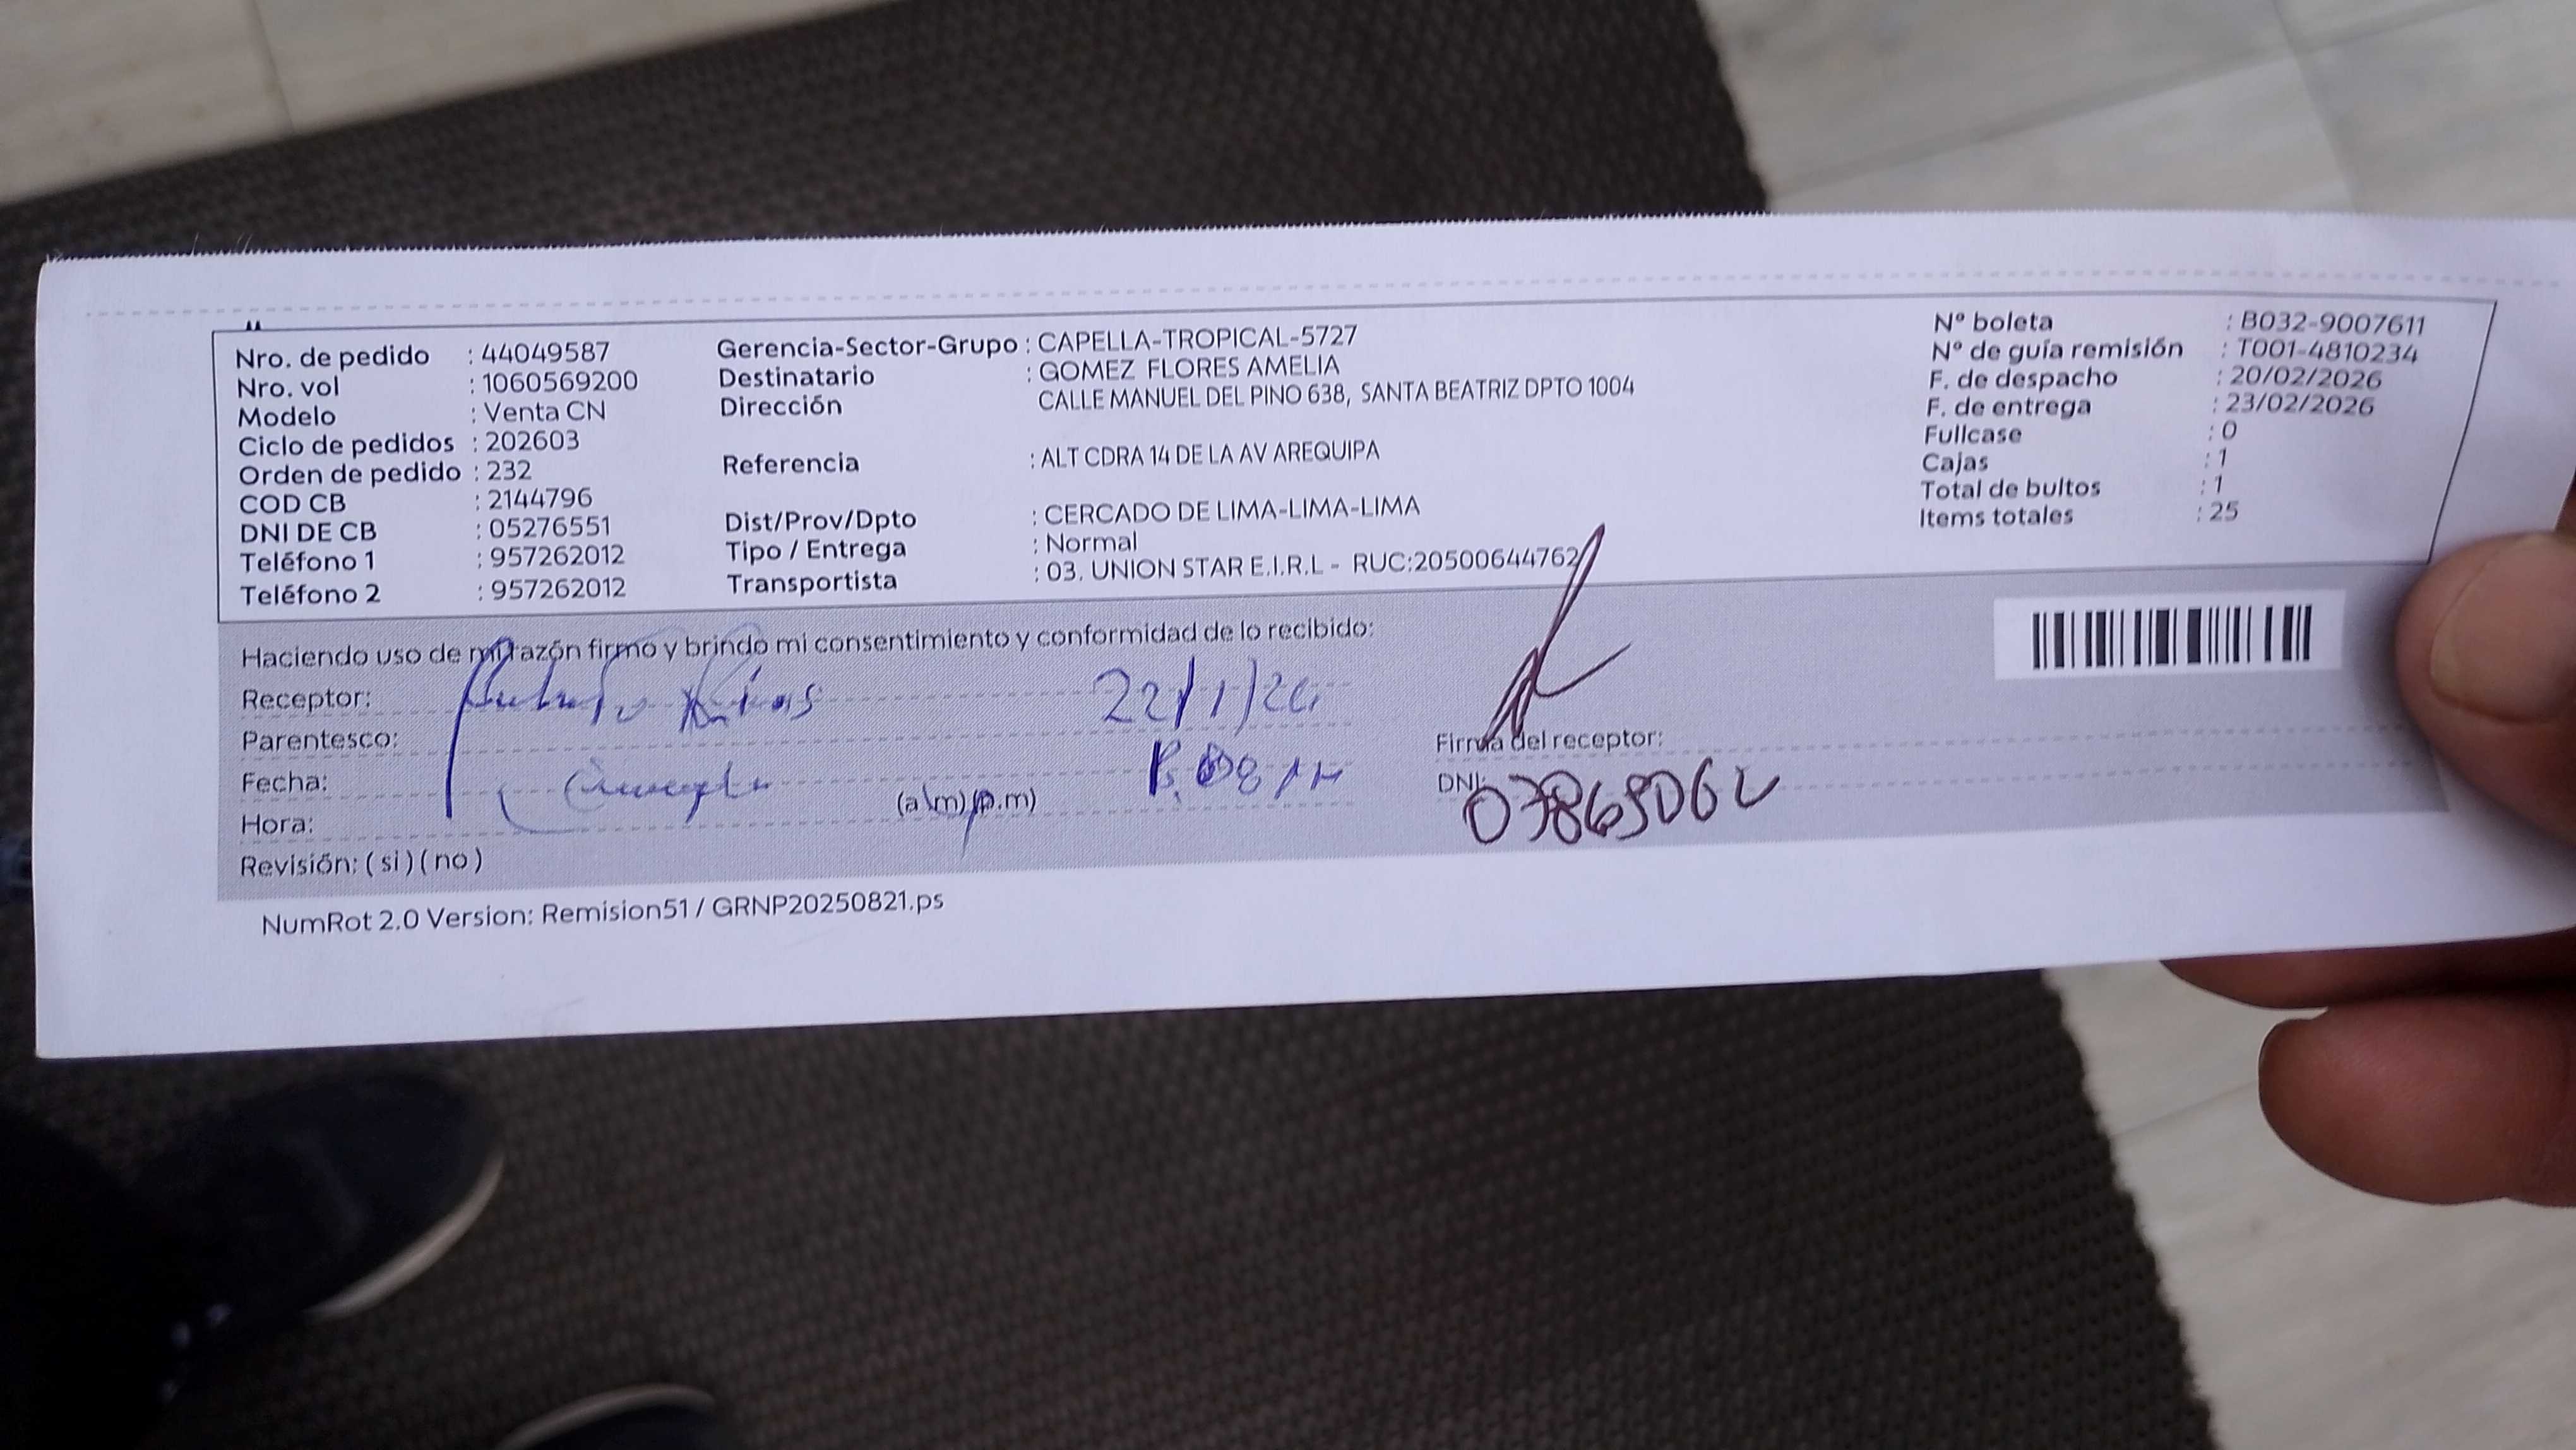 Nro. de pedido : 44049587
Nro. vol : 1060569200
Modelo : Venta CN
Ciclo de pedidos : 202603
Orden de pedido : 232
COD CB : 2144796
DNI DE CB : 05276551
Teléfono 1 : 957262012
Teléfono 2 : 957262012
Gerencia-Sector-Grupo : CAPELLA-TROPICAL-5727
Destinatario : GOMEZ FLORES AMELIA
Dirección CALLE MANUEL DEL PINO 638, SANTA BEATRIZ DPTO 1004
Referencia : ALT CDRA 14 DE LA AV AREQUIPA
Dist/Prov/Dpto : CERCADO DE LIMA-LIMA-LIMA
Tipo / Entrega : Normal
Transportista : 03. UNION STAR E.I.R.L - RUC:20500644762
N° boleta : B032-9007611
N° de guía remisión : T001-4810234
F. de despacho : 20/02/2026
F. de entrega : 23/02/2026
Fullcase : 0
Cajas : 1
Total de bultos : 1
Items totales : 25
Haciendo uso de mi razón firmo y brindo mi consentimiento y conformidad de lo recibido:
Receptor:
Parentesco:
Fecha:
Hora: (a.m) (p.m)
Revisión: ( si ) ( no )
Firma del receptor:
DNI:
NumRot 2.0 Version: Remision51 / GRNP20250821.ps